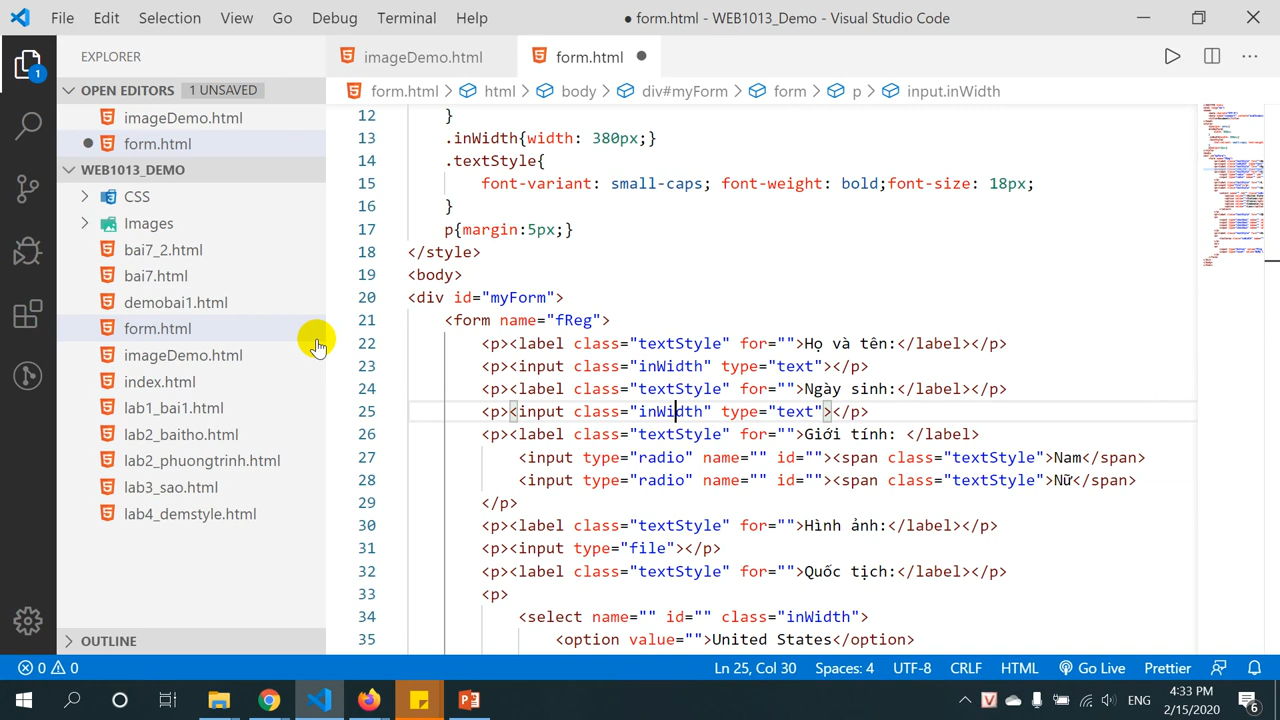 File Edit Selection View Go Debug Terminal Help ● form.html - WEB1013_Demo - Visual Studio Code
EXPLORER
OPEN EDITORS 1 UNSAVED
imageDemo.html
form.html
WEB1013_DEMO
CSS
Images
bai7_2.html
bai7.html
demobai1.html
form.html
imageDemo.html
index.html
lab1_bai1.html
lab2_baitho.html
lab2_phuongtrinh.html
lab3_sao.html
lab4_demstyle.html
OUTLINE
1
imageDemo.html form.html
form.html > html > body > div#myForm > form > p > input.inWidth
12 }
13 .inWidth{width: 380px;}
14 .textStyle{
15 font-variant: small-caps; font-weight: bold;font-size: 18px;
16 }
17 p{margin:5px;}
18 </style>
19 <body>
20 <div id="myForm">
21 <form name="fReg">
22 <p><label class="textStyle" for="">Họ và tên:</label></p>
23 <p><input class="inWidth" type="text"></p>
24 <p><label class="textStyle" for="">Ngày sinh:</label></p>
25 <p><input class="inWidth" type="text"></p>
26 <p><label class="textStyle" for="">Giới tính: </label>
27 <input type="radio" name="" id=""><span class="textStyle">Nam</span>
28 <input type="radio" name="" id=""><span class="textStyle">Nữ</span>
29 </p>
30 <p><label class="textStyle" for="">Hình ảnh:</label></p>
31 <p><input type="file"></p>
32 <p><label class="textStyle" for="">Quốc tịch:</label></p>
33 <p>
34 <select name="" id="" class="inWidth">
35 <option value="">United States</option>
0 0 Ln 25, Col 30 Spaces: 4 UTF-8 CRLF HTML Go Live Prettier
ENG 4:33 PM
2/15/2020 6